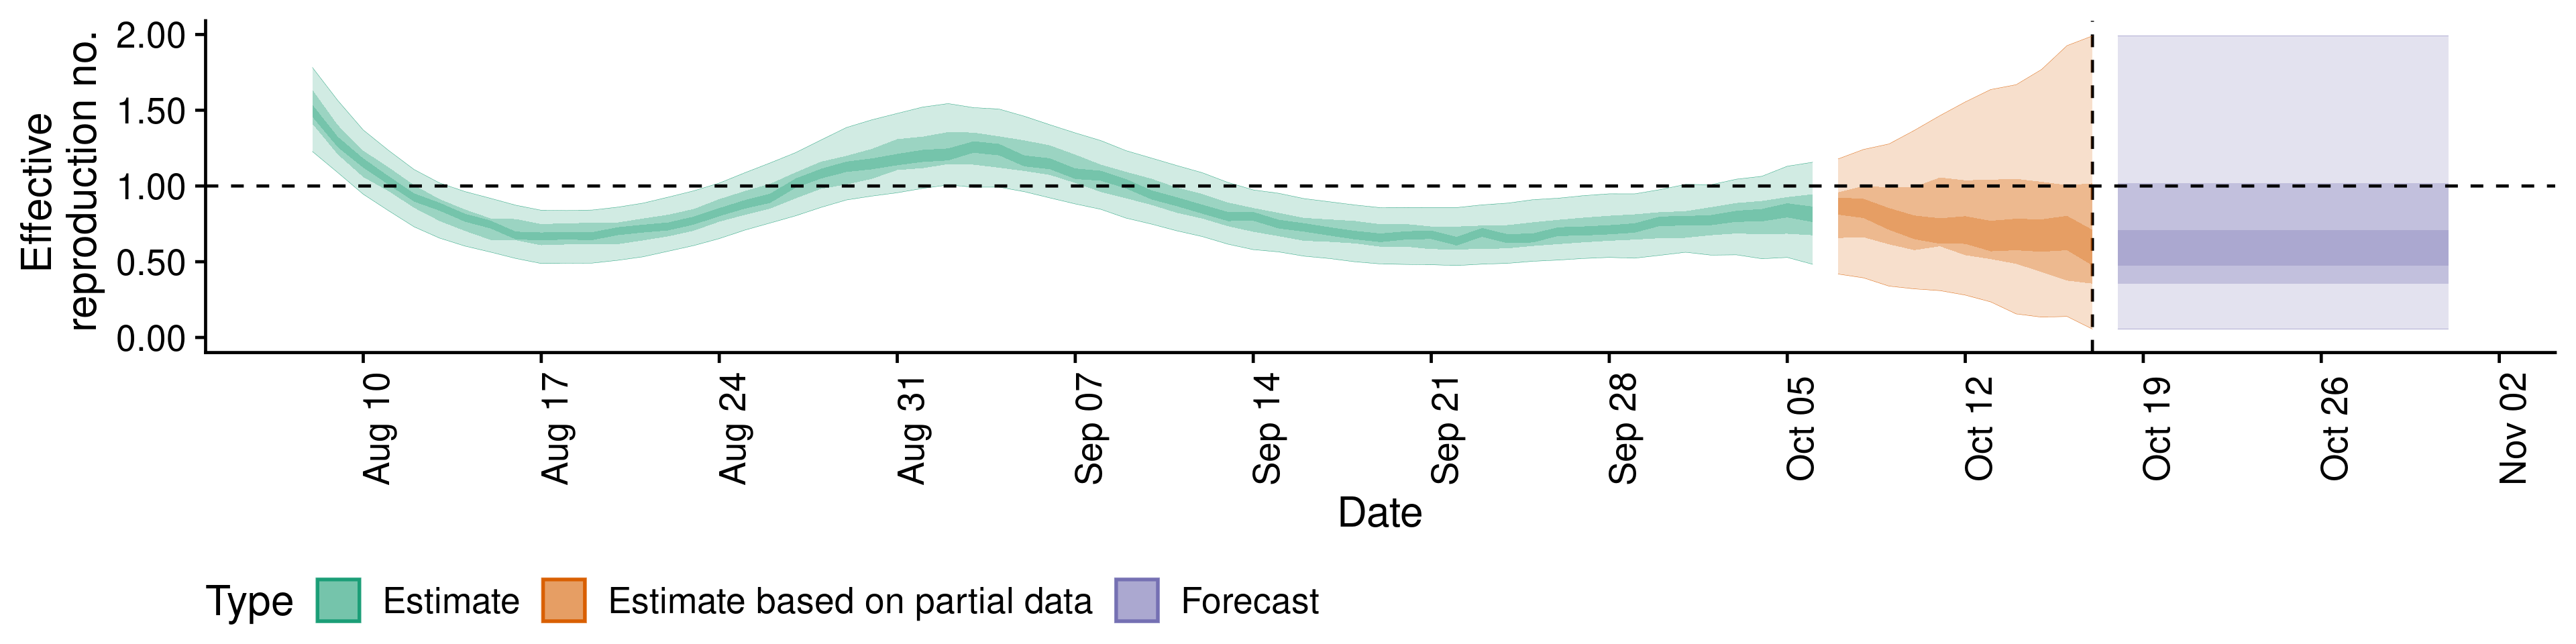 Effective
reproduction no.
2.00
1.50
1.00
0.50
0.00
Aug 10
Aug 17
Aug 24
Aug 31
Sep 07
Sep 14
Sep 21
Sep 28
Oct 05
Oct 12
Oct 19
Oct 26
Nov 02
Date
Type Estimate Estimate based on partial data Forecast